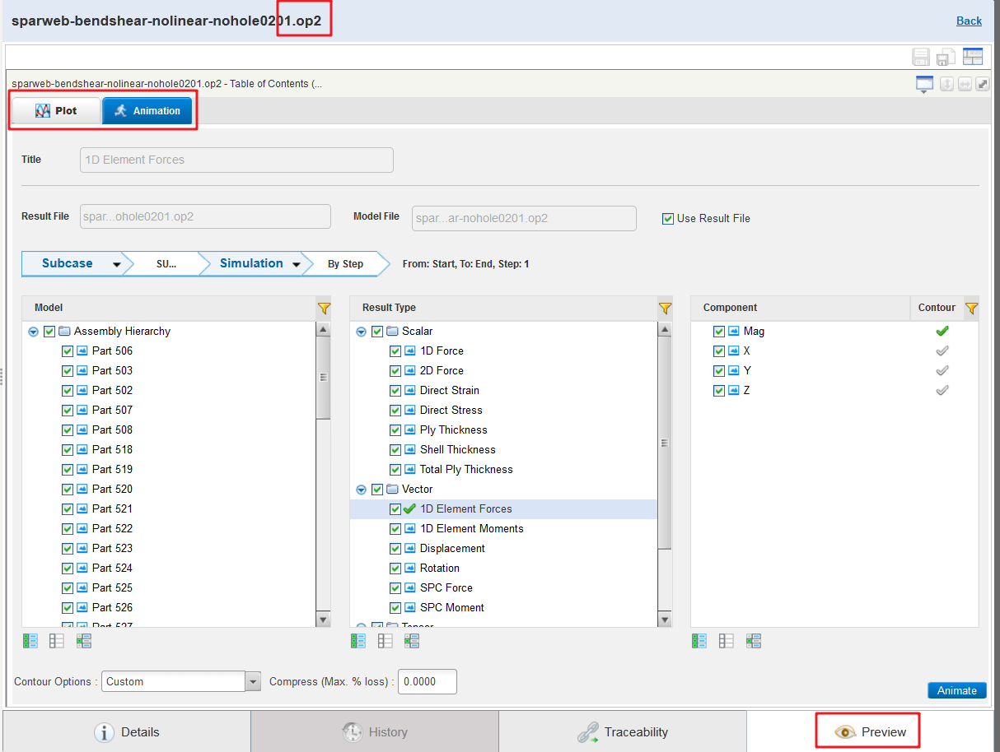 sparweb-bendshear-nolinear-nohole0201.op2
Back
sparweb-bendshear-nolinear-nohole0201.op2 - Table of Contents (...
Plot Animation
Title 1D Element Forces
Result File spar...ohole0201.op2 Model File spar...ar-nohole0201.op2 Use Result File
Subcase SU... Simulation By Step From: Start, To: End, Step: 1
Model Result Type Component Contour
Assembly Hierarchy Scalar Mag
Part 506 1D Force X
Part 503 2D Force Y
Part 502 Direct Strain Z
Part 507 Direct Stress
Part 508 Ply Thickness
Part 518 Shell Thickness
Part 519 Total Ply Thickness
Part 520 Vector
Part 521 1D Element Forces
Part 522 1D Element Moments
Part 523 Displacement
Part 524 Rotation
Part 525 SPC Force
Part 526 SPC Moment
Part 527 Tensor
Contour Options : Custom Compress (Max. % loss) : 0.0000
Animate
Details History Traceability Preview